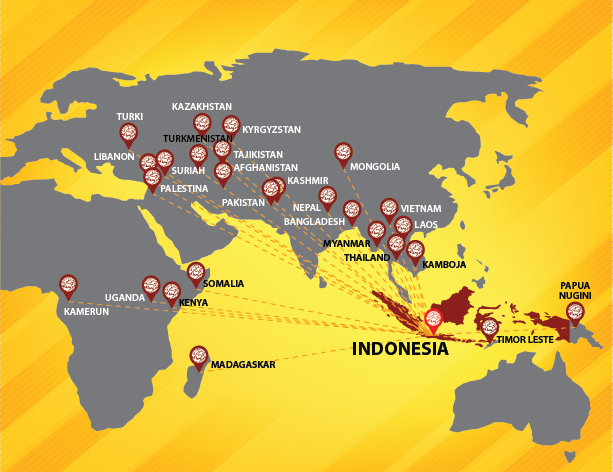 KAZAKHSTAN
TURKI
KYRGYZSTAN
TURKMENISTAN
LIBANON
TAJIKISTAN
SURIAH
AFGHANISTAN
MONGOLIA
KASHMIR
PALESTINA
PAKISTAN
NEPAL
VIETNAM
BANGLADESH
LAOS
MYANMAR
THAILAND
KAMBOJA
SOMALIA
PAPUA
NUGINI
UGANDA
KENYA
KAMERUN
TIMOR LESTE
INDONESIA
MADAGASKAR